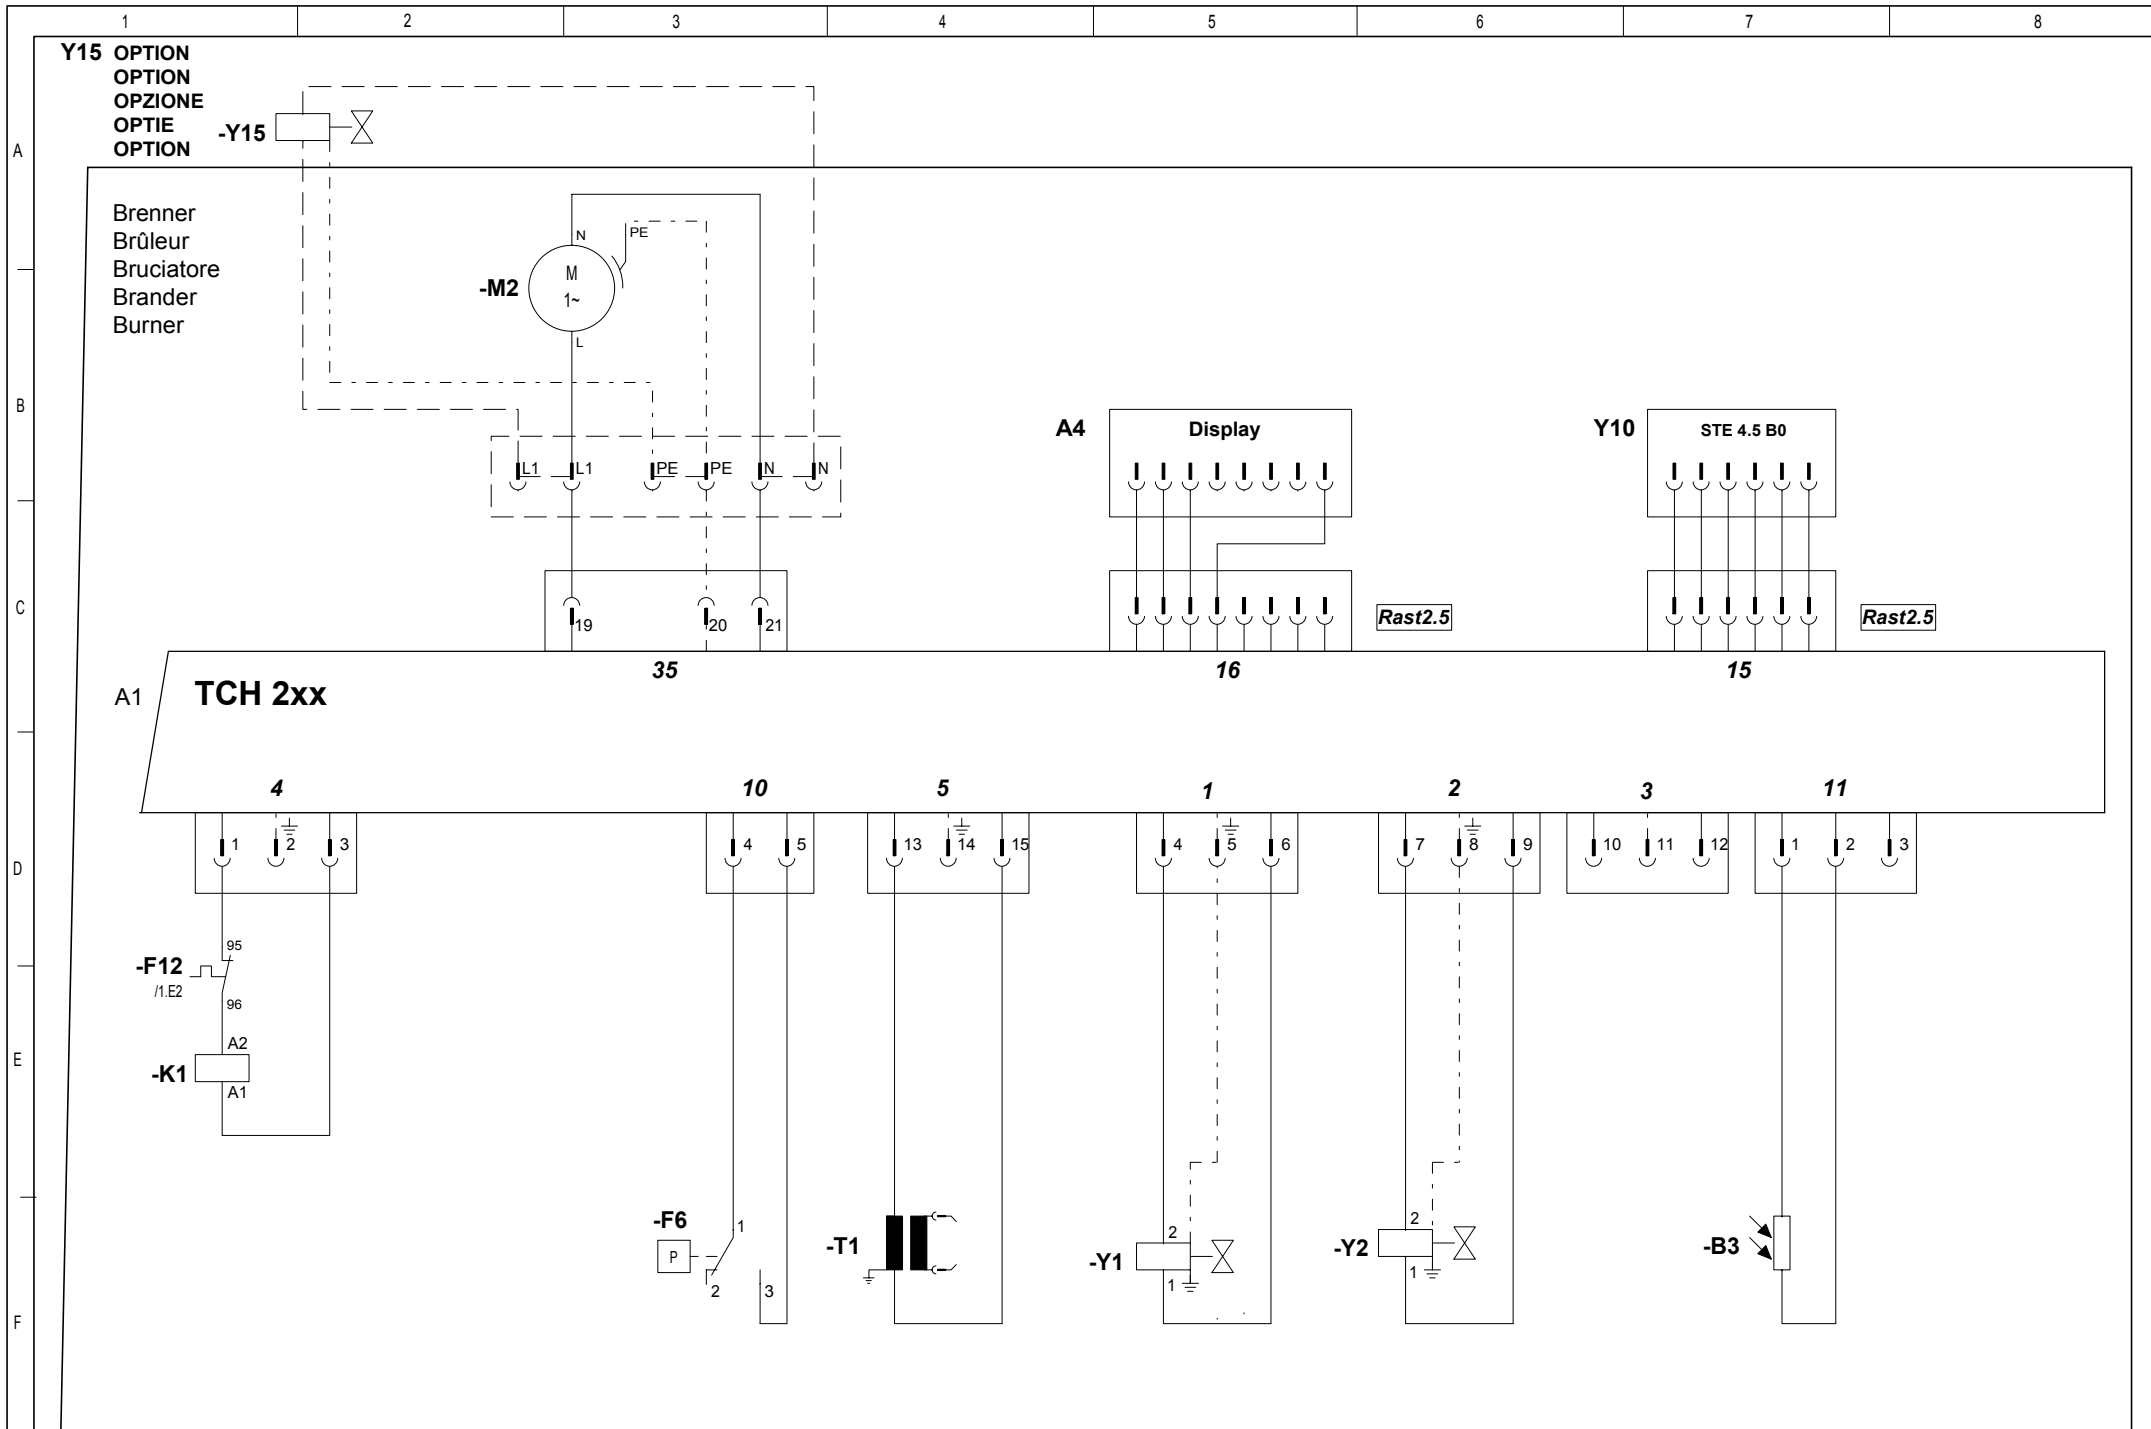 1 2 3 4 5 6 7 8
Y15 OPTION
OPTION
OPZIONE
OPTIE
OPTION
-Y15
A
Brenner
Brûleur
Bruciatore
Brander
Burner
N
PE
-M2
M
1~
L
B
A4
Display
Y10
STE 4.5 B0
L1 L1 PE PE N N
C
19 20 21
Rast2.5
Rast2.5
35 16 15
A1
TCH 2xx
4 10 5 1 2 3 11
D
1 2 3 4 5 13 14 15 4 5 6 7 8 9 10 11 12 1 2 3
95
-F12
/1.E2
96
E
A2
-K1
A1
-F6
P
1
2
3
-T1
-Y1
2
1
-Y2
2
1
-B3
F